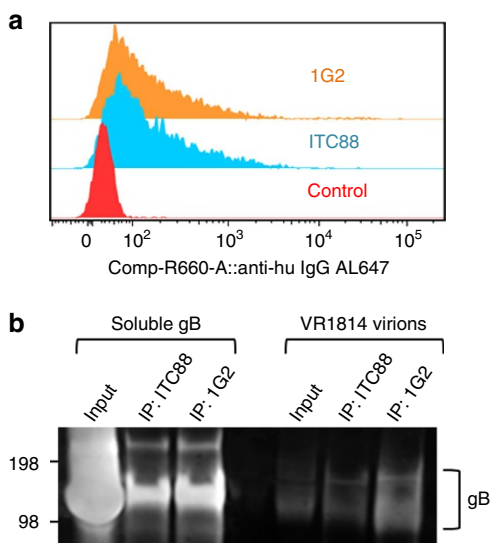 a
1G2
ITC88
Control
0 10² 10³ 10⁴ 10⁵
Comp-R660-A::anti-hu IgG AL647
b
Soluble gB VR1814 virions
Input IP: ITC88 IP: 1G2 Input IP: ITC88 IP: 1G2
198
98
gB